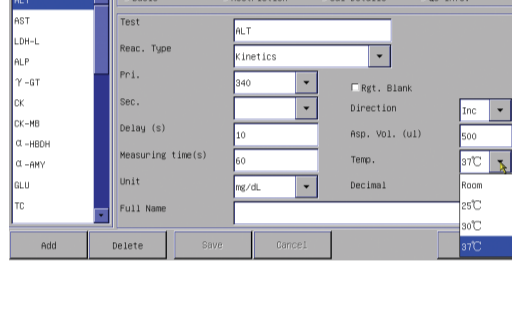 ALT
AST
LDH-L
ALP
γ-GT
CK
CK-MB
α-HBDH
α-AMY
GLU
TC
Test
ALT
Reac. Type
Kinetics
Pri.
340
Rgt. Blank
Sec.
Direction
Inc
Delay (s)
10
Asp. Vol. (ul)
500
Measuring time(s)
60
Temp.
37℃
Unit
mg/dL
Decimal
Room
25℃
30℃
37℃
Full Name
Add
Delete
Save
Cancel